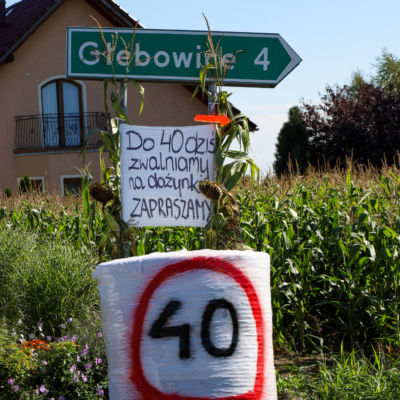 Głębowice 4
Do 40 dziś
zwalniamy
na dożynki
ZAPRASZAMY
40